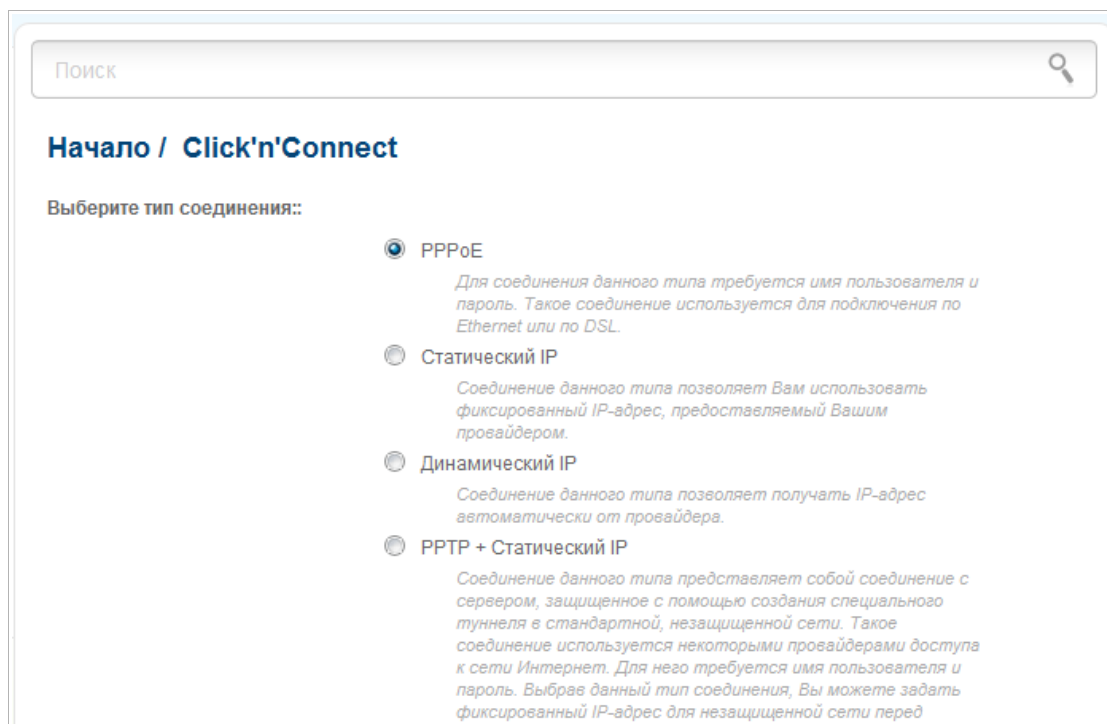 Поиск
Начало / Click'n'Connect
Выберите тип соединения::
PPPoE
Для соединения данного типа требуется имя пользователя и
пароль. Такое соединение используется для подключения по
Ethernet или по DSL.
Статический IP
Соединение данного типа позволяет Вам использовать
фиксированный IP-адрес, предоставляемый Вашим
провайдером.
Динамический IP
Соединение данного типа позволяет получать IP-адрес
автоматически от провайдера.
PPTP + Статический IP
Соединение данного типа представляет собой соединение с
сервером, защищенное с помощью создания специального
туннеля в стандартной, незащищенной сети. Такое
соединение используется некоторыми провайдерами доступа
к сети Интернет. Для него требуется имя пользователя и
пароль. Выбрав данный тип соединения, Вы можете задать
фиксированный IP-адрес для незащищенной сети перед